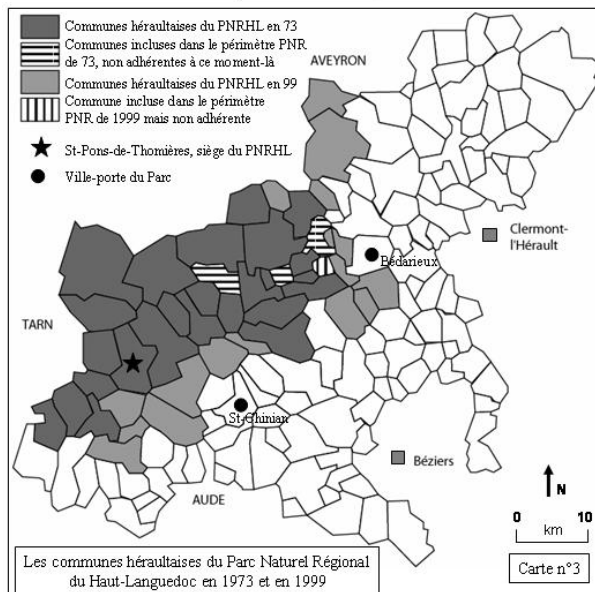 Communes héraultaises du PNRHL en 73
Communes incluses dans le périmètre PNR
de 73, non adhérentes à ce moment-là
Communes héraultaises du PNRHL en 99
Commune incluse dans le périmètre
PNR de 1999 mais non adhérente
St-Pons-de-Thomières, siège du PNRHL
Ville-porte du Parc
AVEYRON
Clermont-
l'Hérault
Bédarieux
TARN
St-Chinian
Béziers
AUDE
N
0 10
km
Les communes héraultaises du Parc Naturel Régional
du Haut-Languedoc en 1973 et en 1999
Carte n°3